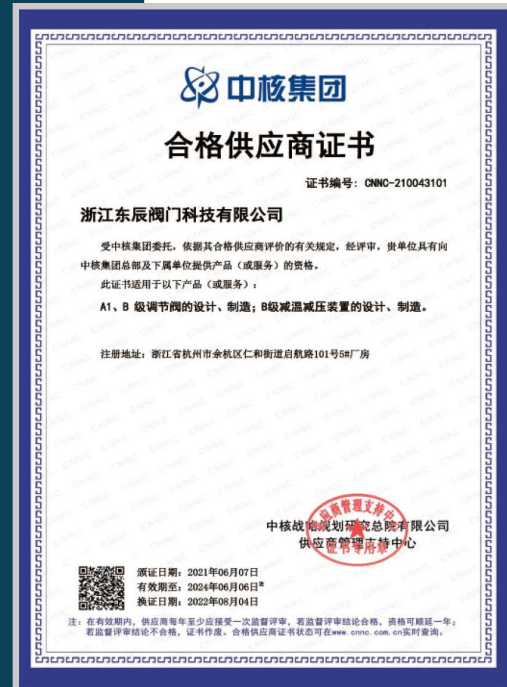 中核集团
合格供应商证书
证书编号: CNNC-210043101
浙江东辰阀门科技有限公司
受中核集团委托，依据其合格供应商评价的有关规定，经评审，贵单位具有向
中核集团总部及下属单位提供产品（或服务）的资格。
此证书适用于以下产品（或服务）：
A1、B 级调节阀的设计、制造；B级减温减压装置的设计、制造。
注册地址：浙江省杭州市余杭区仁和街道启航路101号5#厂房
中核战略规划研究总院有限公司
供应商管理支持中心
供应商管理支持中心
证书专用章
颁证日期：2021年06月07日
有效期至：2024年06月06日注
换证日期：2022年08月04日
注：在有效期内，供应商每年至少应接受一次监督评审，若监督评审结论合格，资格可顺延一年；
若监督评审结论不合格，证书作废。合格供应商证书状态可在www.cnnc.com.cn实时查询。